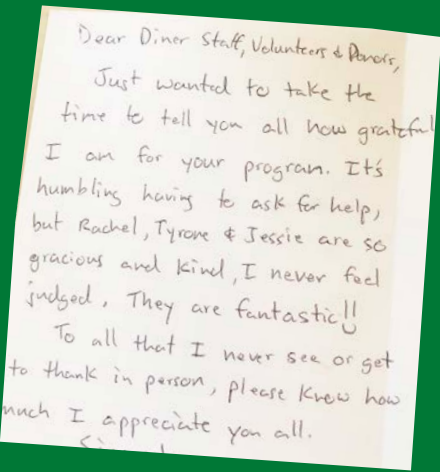 Dear Diner Staff, Volunteers & Donors,
Just wanted to take the
time to tell you all how grateful
I am for your program. It's
humbling having to ask for help,
but Rachel, Tyrone & Jessie are so
gracious and kind, I never feel
judged. They are fantastic!!
To all that I never see or get
to thank in person, please know how
much I appreciate you all.